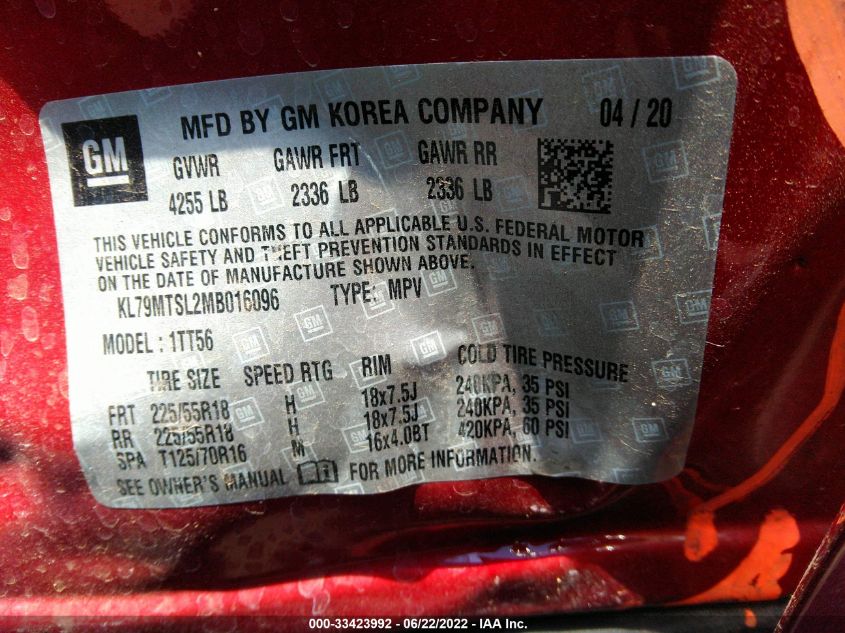 GM
MFD BY GM KOREA COMPANY 04 / 20
GVWR GAWR FRT GAWR RR
4255 LB 2336 LB 2336 LB
THIS VEHICLE CONFORMS TO ALL APPLICABLE U.S. FEDERAL MOTOR
VEHICLE SAFETY AND THEFT PREVENTION STANDARDS IN EFFECT
ON THE DATE OF MANUFACTURE SHOWN ABOVE.
KL79MTSL2MB016096 TYPE: MPV
MODEL : 1TT56
TIRE SIZE SPEED RTG RIM COLD TIRE PRESSURE
FRT 225/55R18 H 18x7.5J 240KPA, 35 PSI
RR 225/55R18 H 18x7.5J 240KPA, 35 PSI
SPA T125/70R16 M 16x4.0BT 420KPA, 60 PSI
SEE OWNER'S MANUAL FOR MORE INFORMATION.
000-33423992 - 06/22/2022 - IAA Inc.